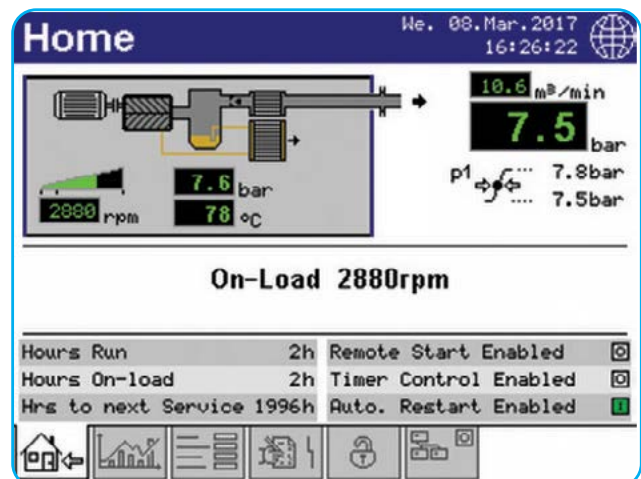 Home
We. 08.Mar.2017
16:26:22
10.6 m³/min
7.5 bar
p1 7.8bar
7.5bar
7.6 bar
2880 rpm
78 °C
On-Load 2880rpm
Hours Run 2h Remote Start Enabled
Hours On-load 2h Timer Control Enabled
Hrs to next Service 1996h Auto. Restart Enabled